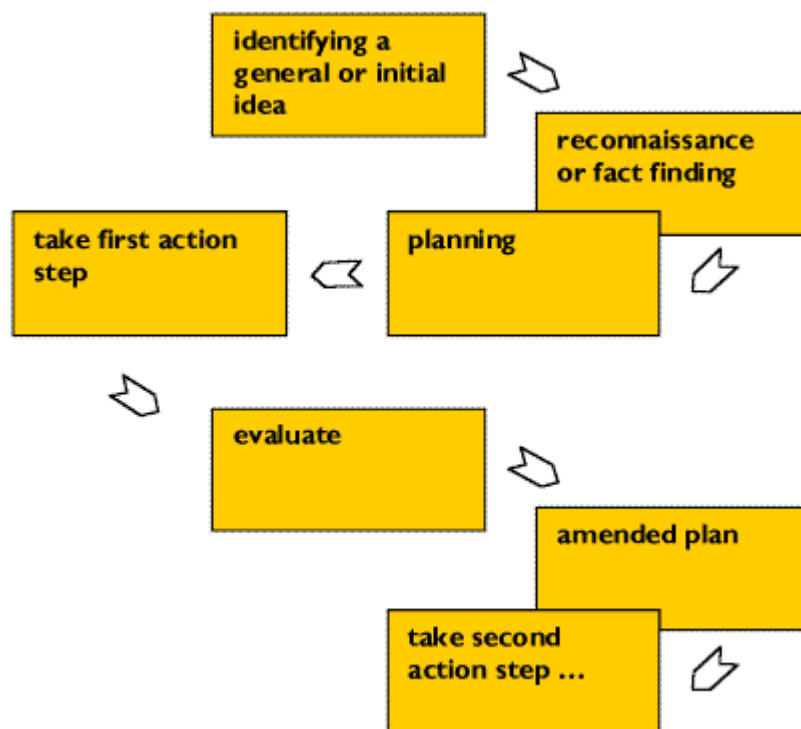 identifying a
general or initial
idea
reconnaissance
or fact finding
planning
take first action
step
evaluate
amended plan
take second
action step ...